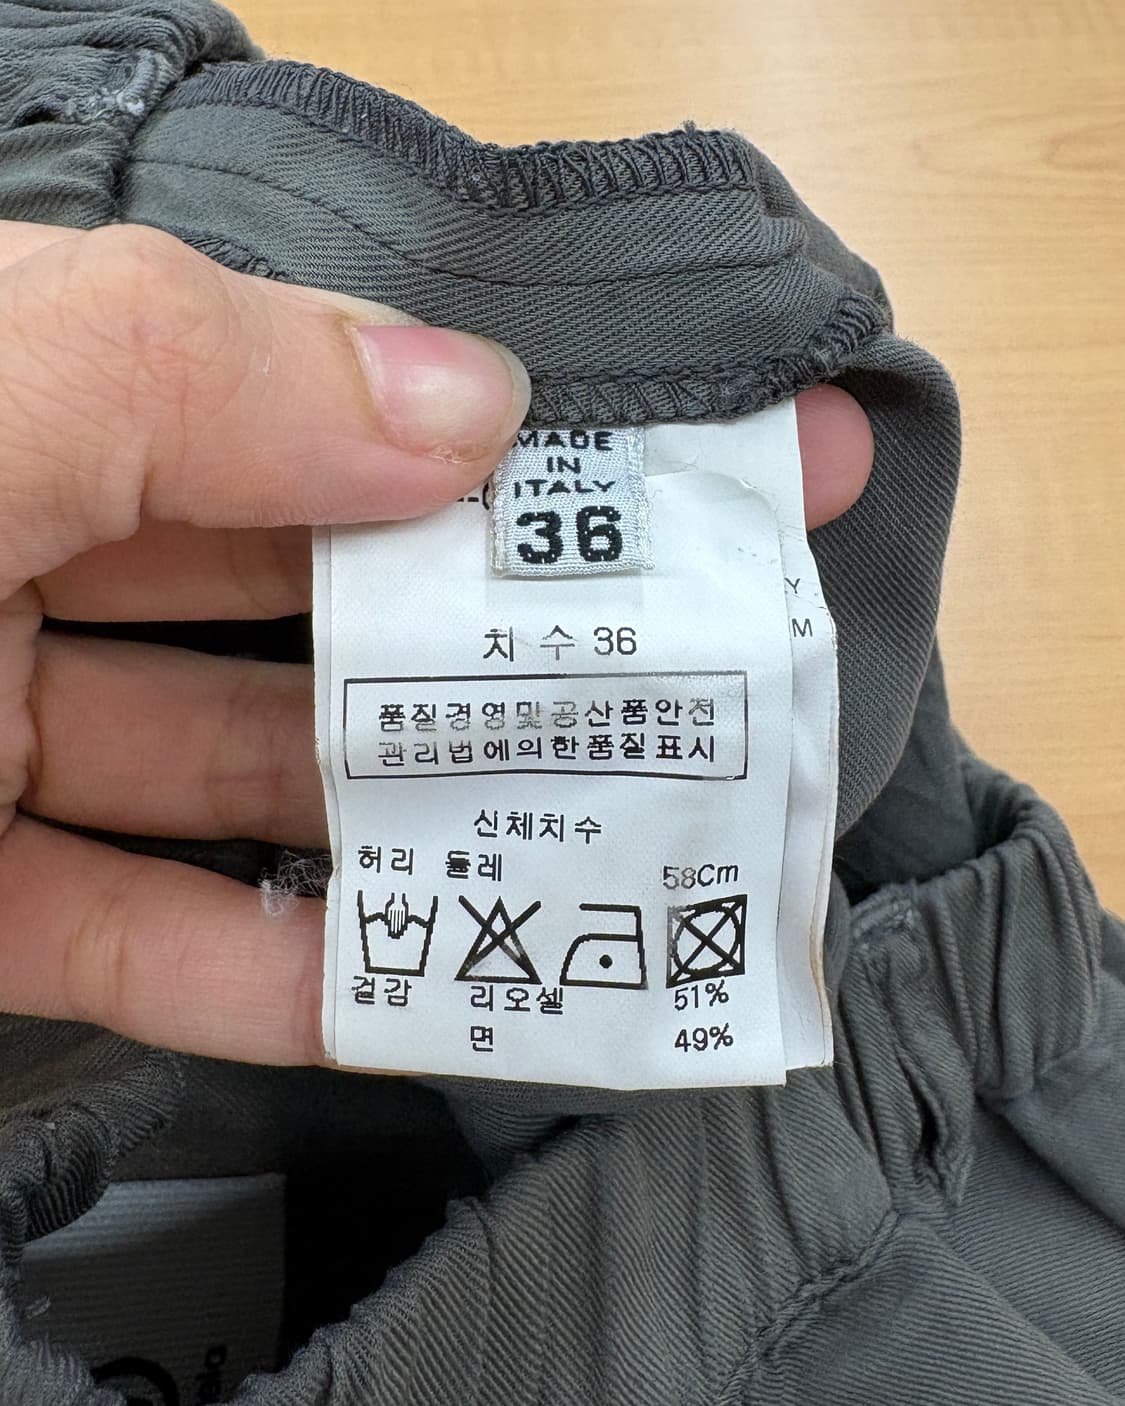 MADE
IN
ITALY
36
치수 36
Y
M
품질경영및공산품안전
관리법에의한품질표시
신체치수
허리 둘레 58Cm
겉감 리오셀 51%
면 49%